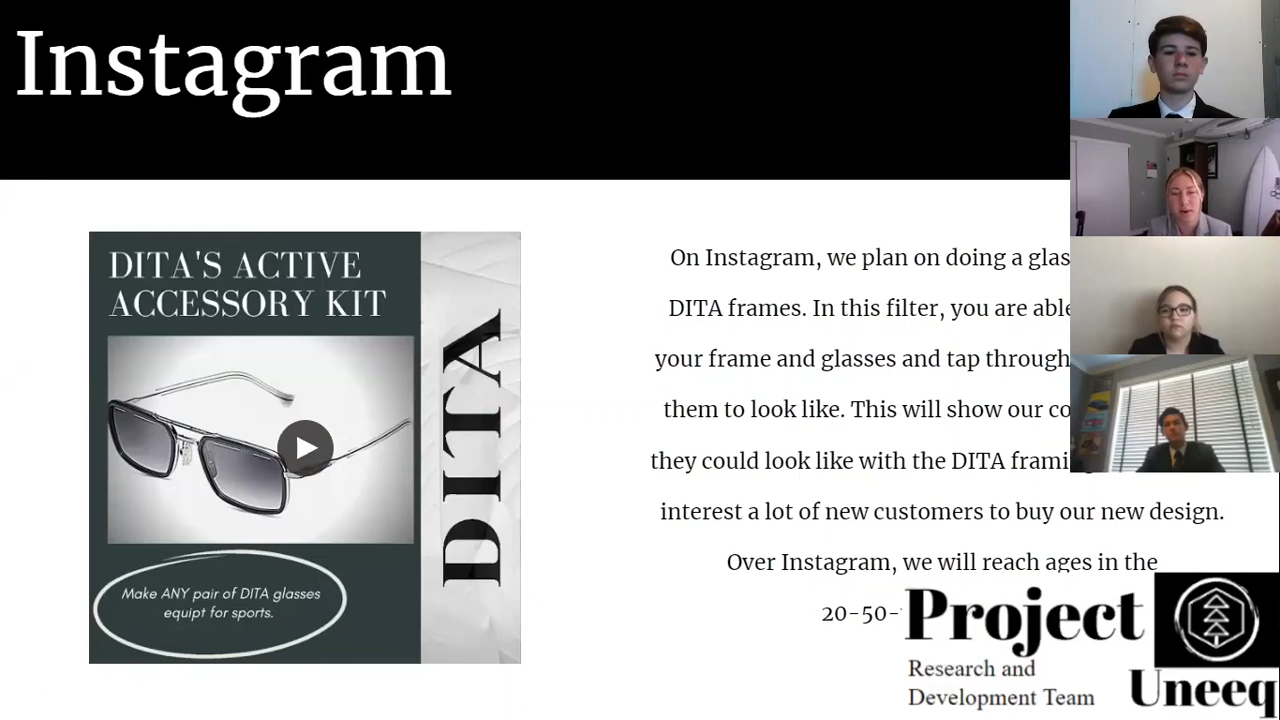 Instagram
DITA'S ACTIVE
ACCESSORY KIT
DITA
Make ANY pair of DITA glasses
equipt for sports.
On Instagram, we plan on doing a
DITA frames. In this filter, you are
your frame and glasses and tap through
them to look like. This will show our
they could look like with the DITA
interest a lot of new customers to buy our new design.
Over Instagram, we will reach ages in the
20-50-
Project
Research and
Development Team
Uneeq